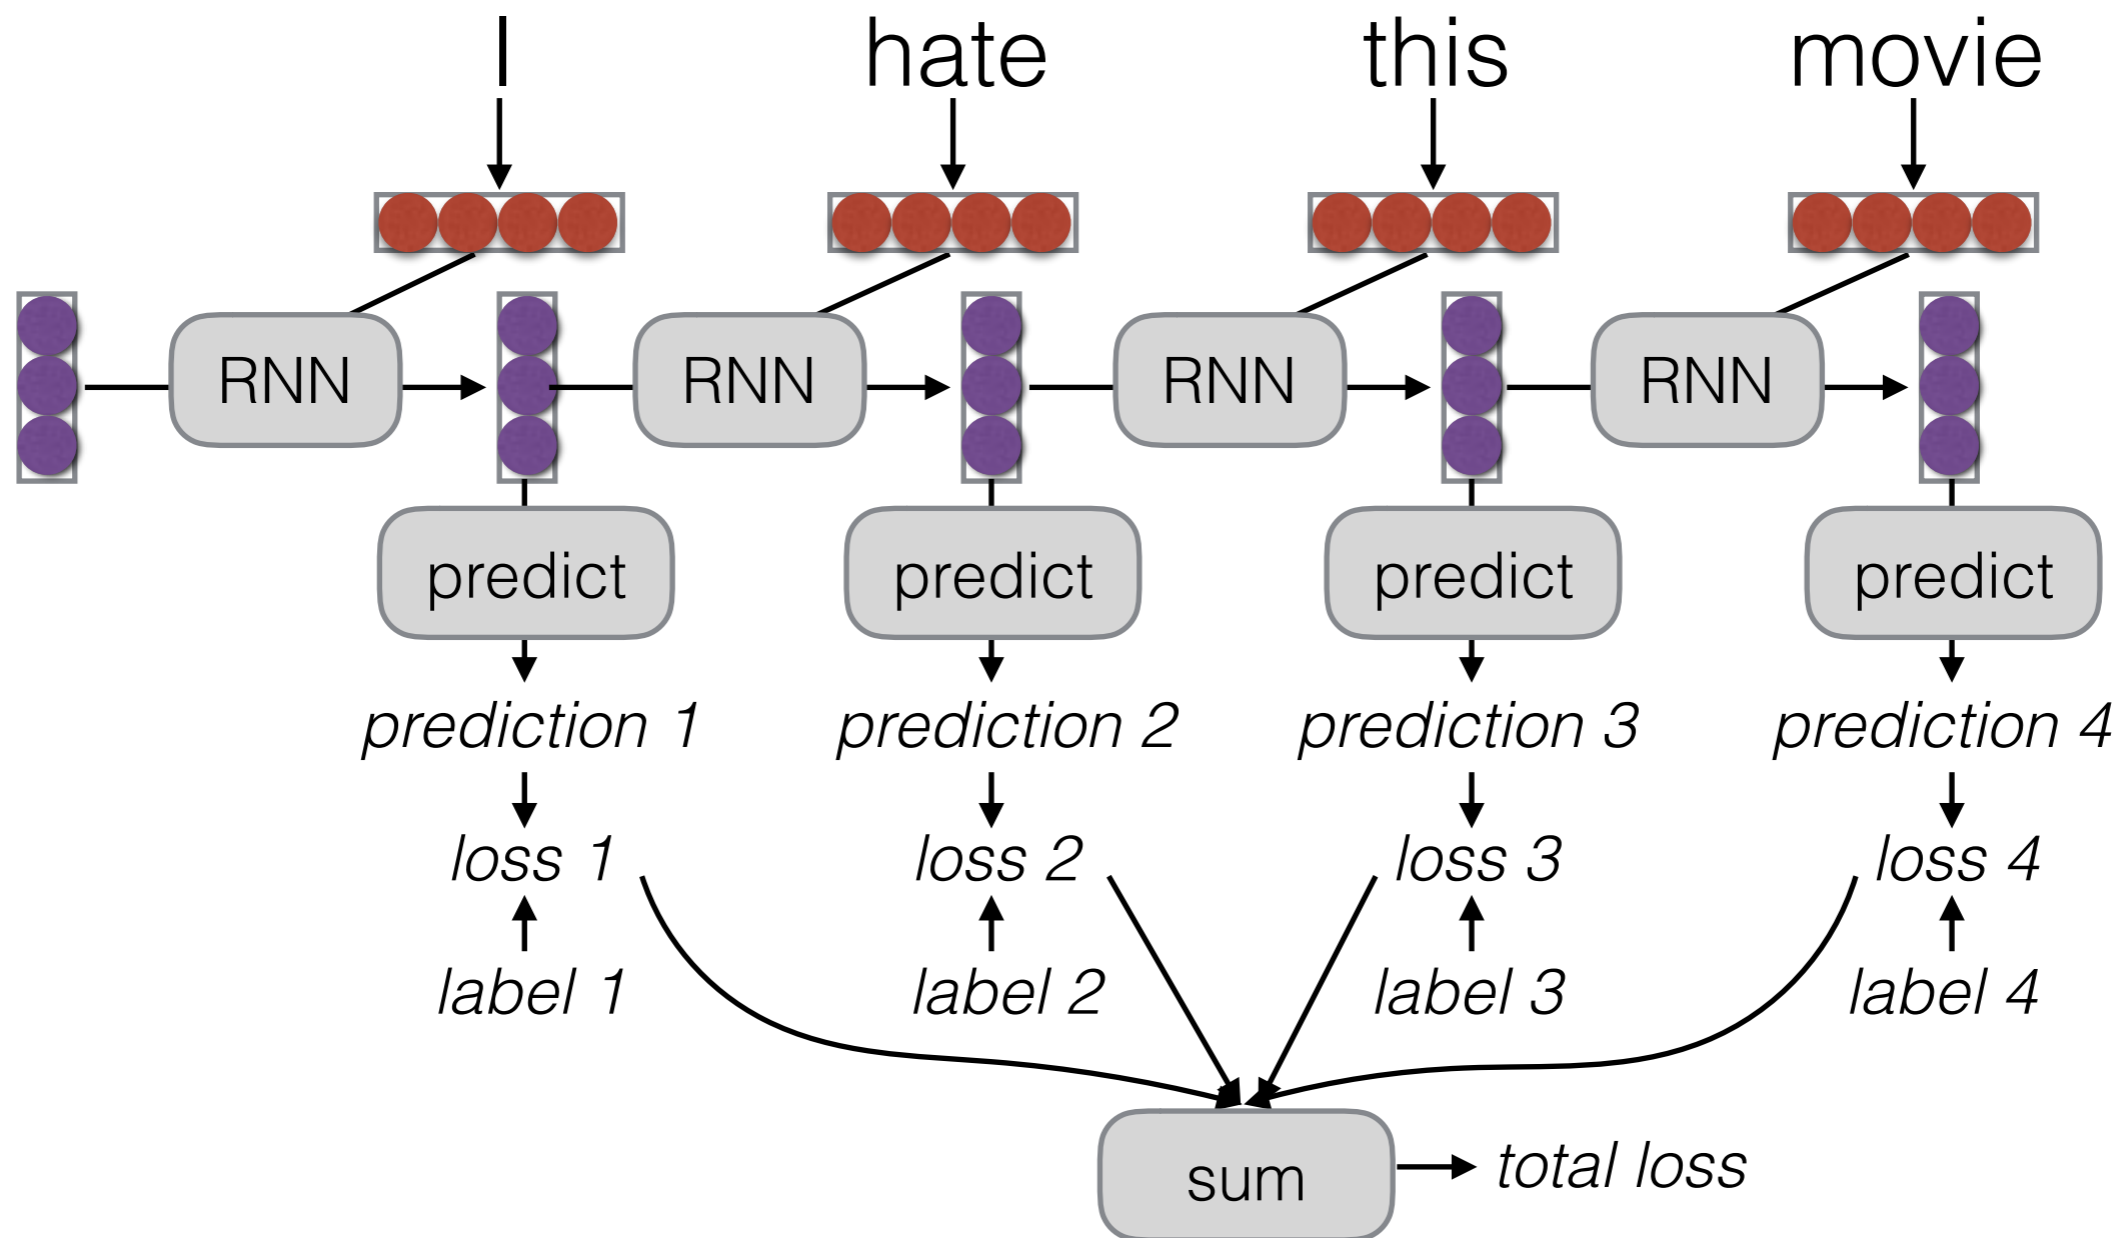 I hate this movie
RNN RNN RNN RNN
predict predict predict predict
prediction 1 prediction 2 prediction 3 prediction 4
loss 1 loss 2 loss 3 loss 4
label 1 label 2 label 3 label 4
sum total loss